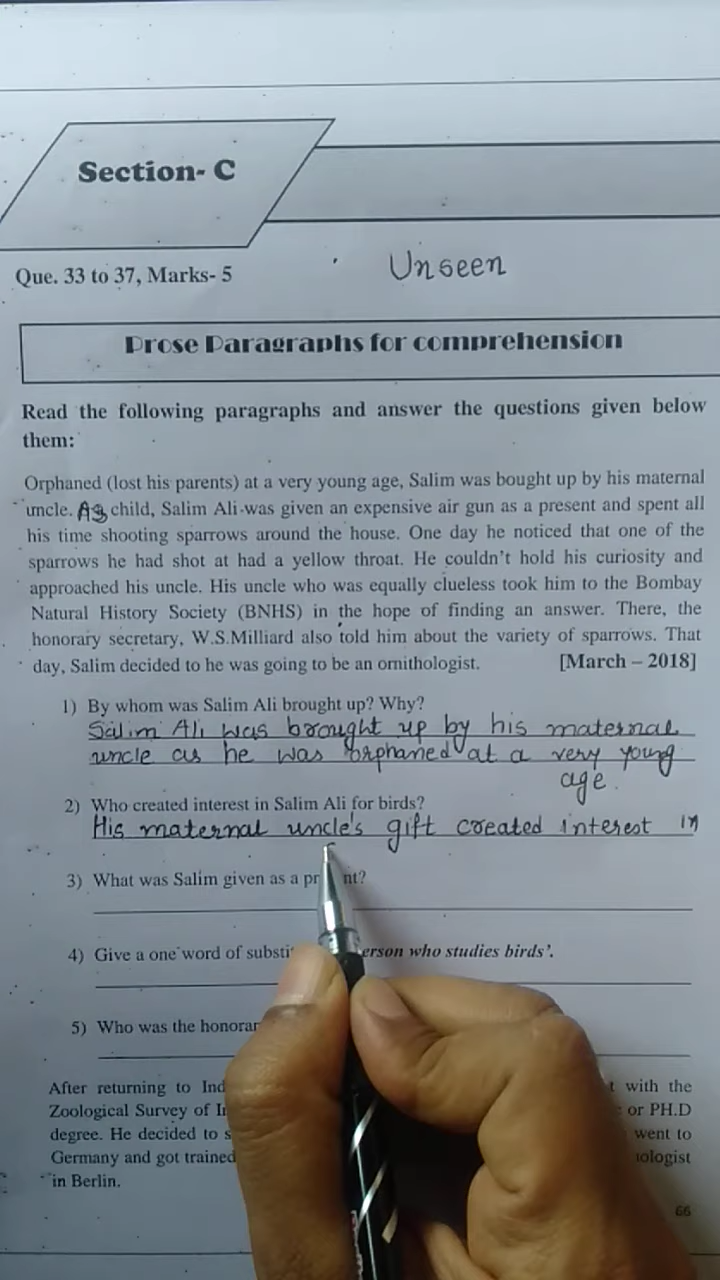 Section- C
Que. 33 to 37, Marks- 5
Unseen
Prose Paragraphs for comprehension
Read the following paragraphs and answer the questions given below
them:
Orphaned (lost his parents) at a very young age, Salim was bought up by his maternal
uncle. As child, Salim Ali was given an expensive air gun as a present and spent all
his time shooting sparrows around the house. One day he noticed that one of the
sparrows he had shot at had a yellow throat. He couldn't hold his curiosity and
approached his uncle. His uncle who was equally clueless took him to the Bombay
Natural History Society (BNHS) in the hope of finding an answer. There, the
honorary secretary, W.S.Milliard also told him about the variety of sparrows. That
day, Salim decided to he was going to be an ornithologist. [March – 2018]
1) By whom was Salim Ali brought up? Why?
Salim Ali was brought up by his maternal
uncle as he was orphaned at a very young
age.
2) Who created interest in Salim Ali for birds?
His maternal uncle's gift created interest in
3) What was Salim given as a pr nt?
4) Give a one word of substi erson who studies birds'.
5) Who was the honorar
After returning to Ind t with the
Zoological Survey of I or PH.D
degree. He decided to s went to
Germany and got trained ologist
in Berlin.
66